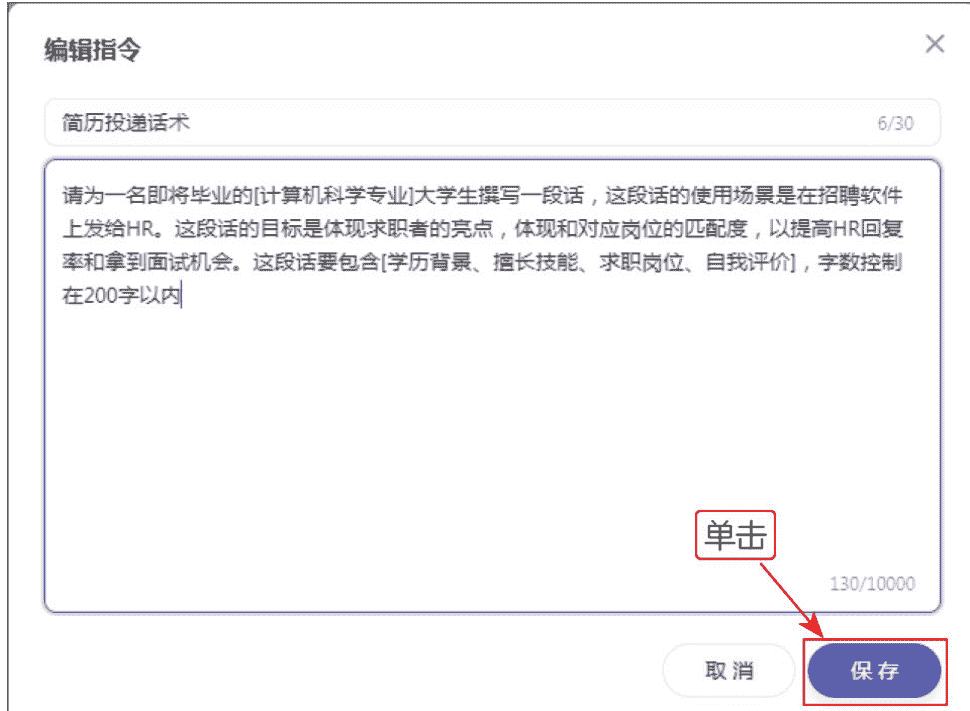 编辑指令
简历投递话术 6/30
请为一名即将毕业的[计算机科学专业]大学生撰写一段话，这段话的使用场景是在招聘软件
上发给HR。这段话的目标是体现求职者的亮点，体现和对应岗位的匹配度，以提高HR回复
率和拿到面试机会。这段话要包含[学历背景、擅长技能、求职岗位、自我评价]，字数控制
在200字以内
单击
130/10000
取消 保存